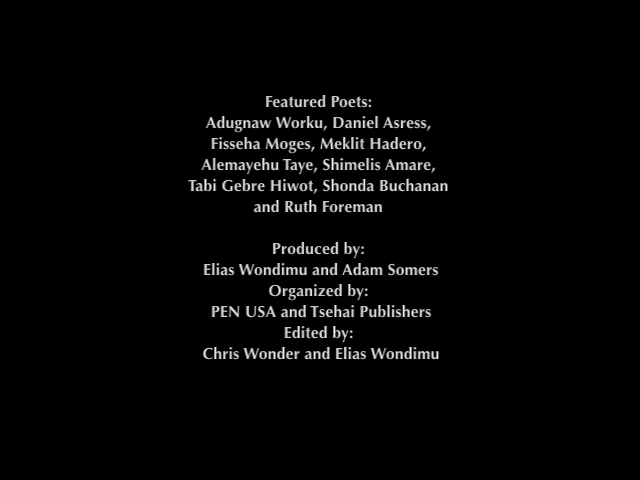 Featured Poets:
Adugnaw Worku, Daniel Asress,
Fisseha Moges, Meklit Hadero,
Alemayehu Taye, Shimelis Amare,
Tabi Gebre Hiwot, Shonda Buchanan
and Ruth Foreman
Produced by:
Elias Wondimu and Adam Somers
Organized by:
PEN USA and Tsehai Publishers
Edited by:
Chris Wonder and Elias Wondimu